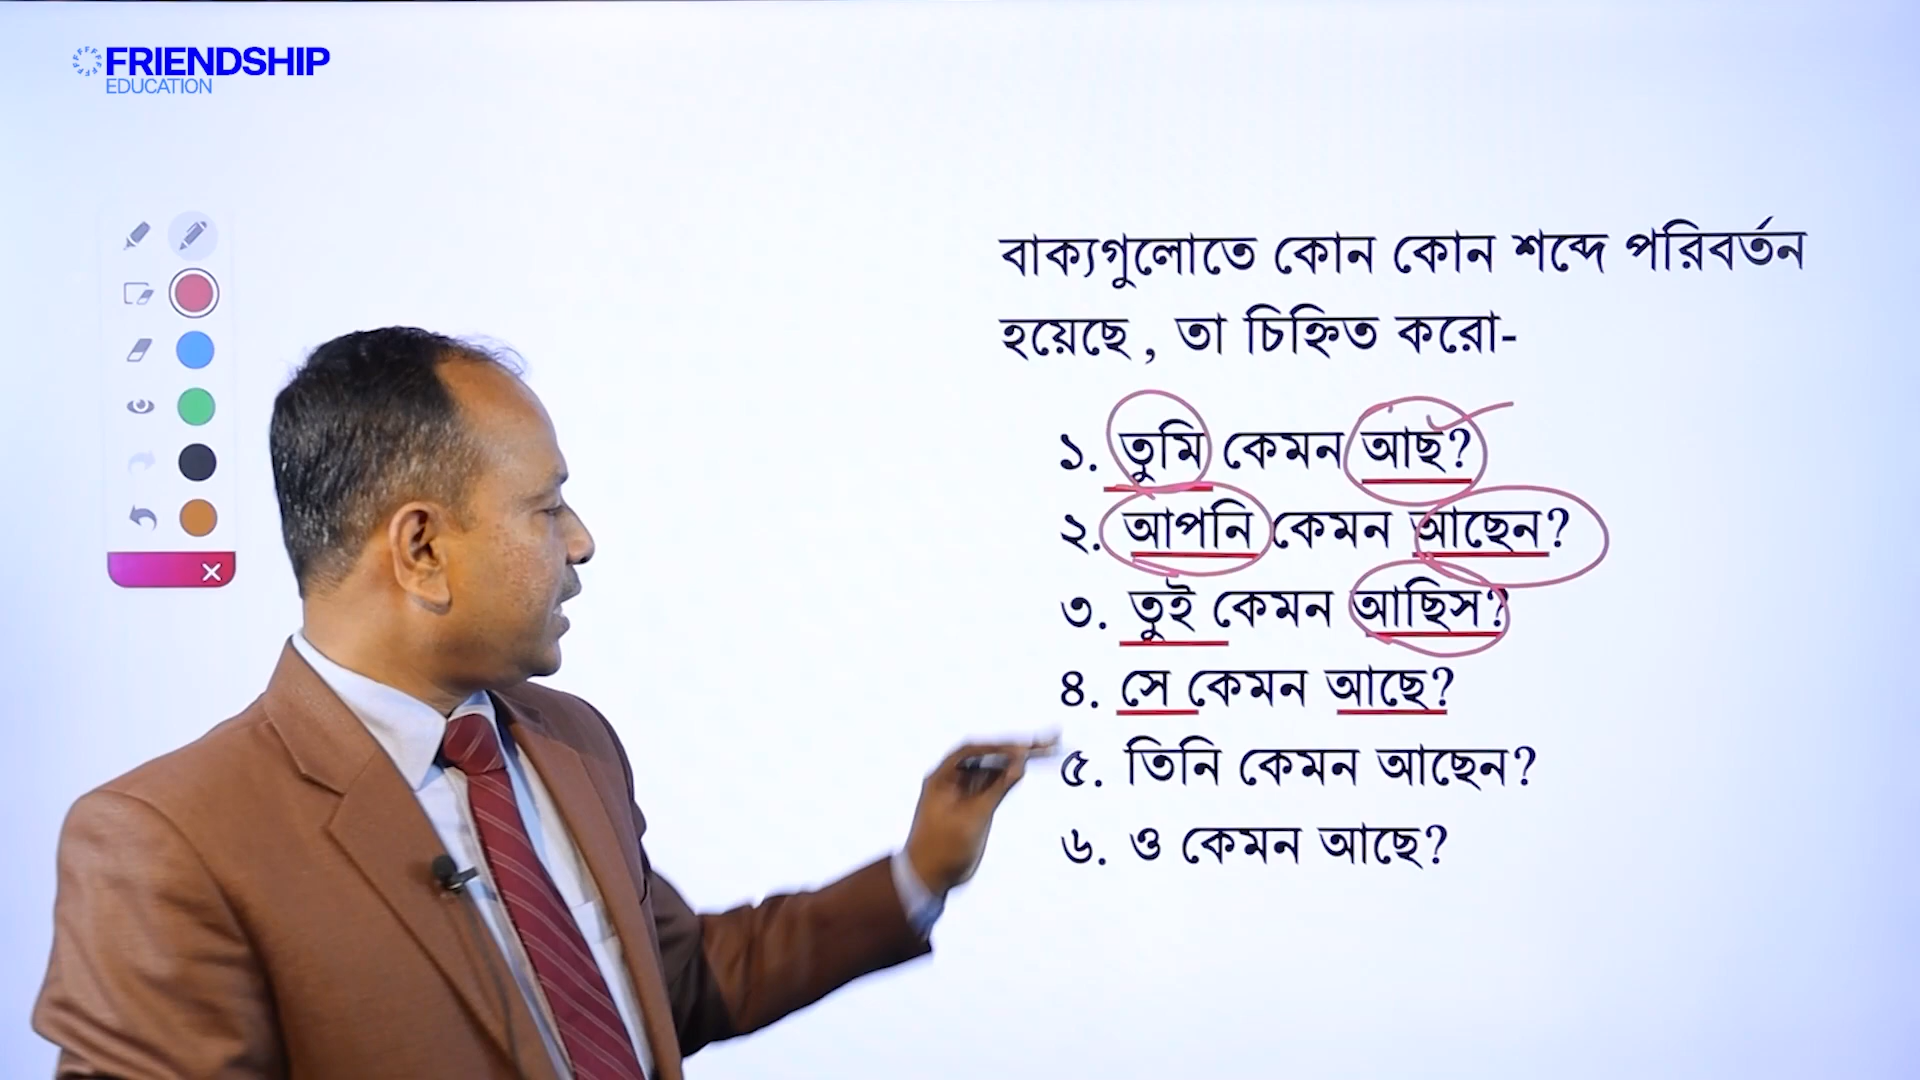 FRIENDSHIP
EDUCATION
বাক্যগুলোতে কোন কোন শব্দে পরিবর্তন
হয়েছে, তা চিহ্নিত করো-
১. তুমি কেমন আছ?
২. আপনি কেমন আছেন?
৩. তুই কেমন আছিস?
৪. সে কেমন আছে?
৫. তিনি কেমন আছেন?
৬. ও কেমন আছে?